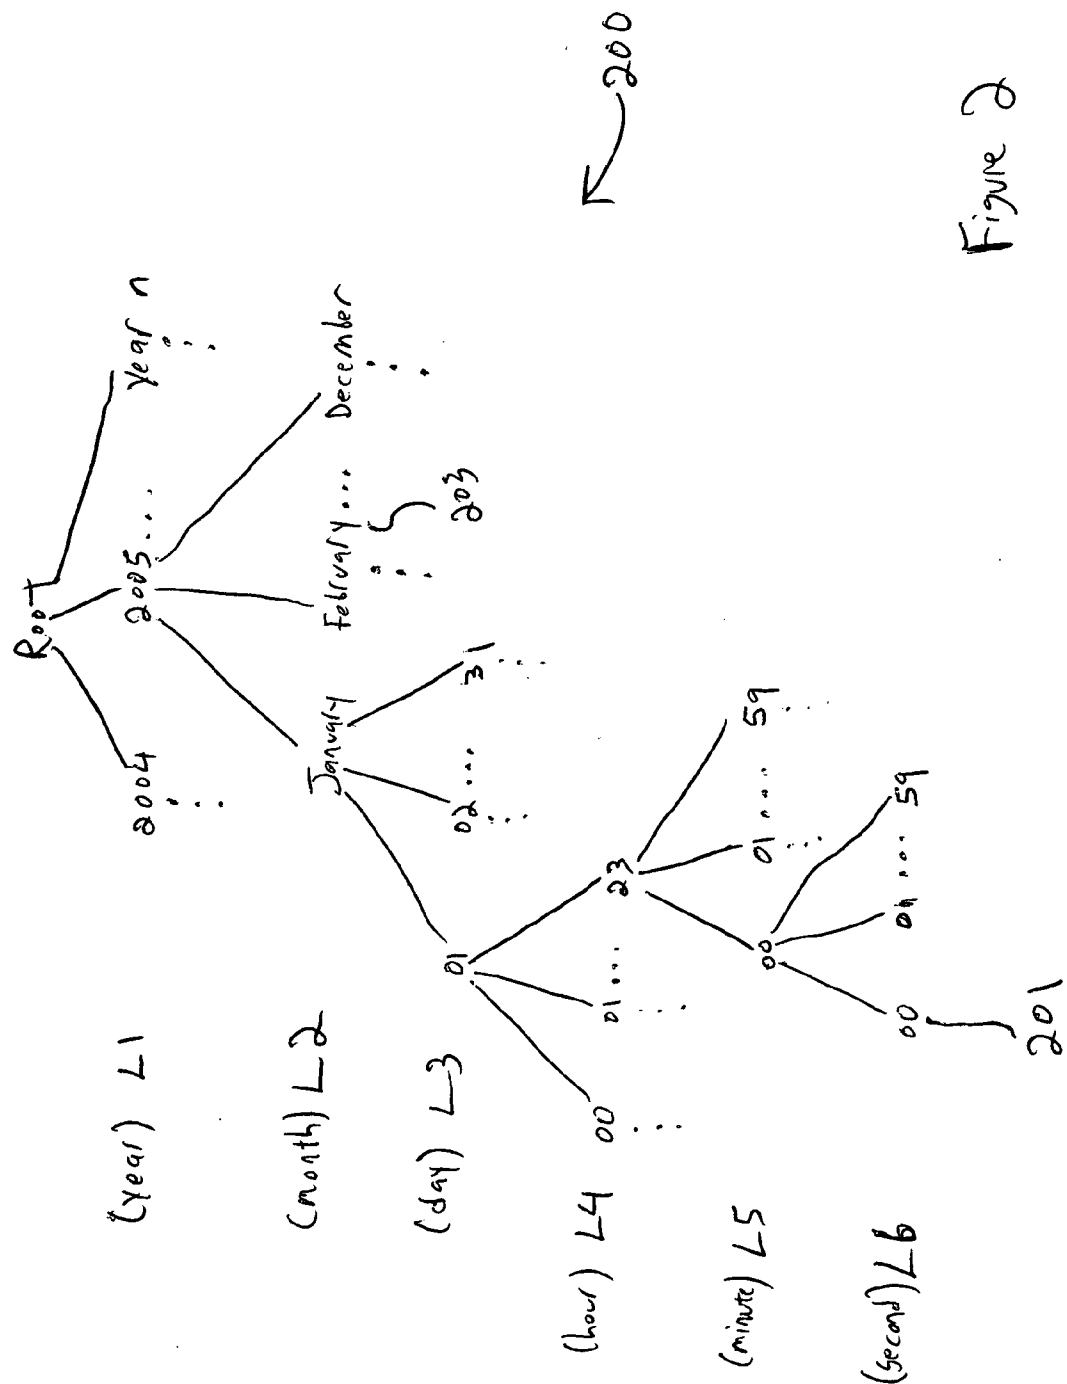 Root
(year) L1 2004 2005 ... year n
(month) L2 January February ... December
203
(day) L3 01 02 ... 31
(hour) L4 00 01 ... 23
(minute) L5 00 01 ... 59
(second) L6 00 01 ... 59
201
200
Figure 2